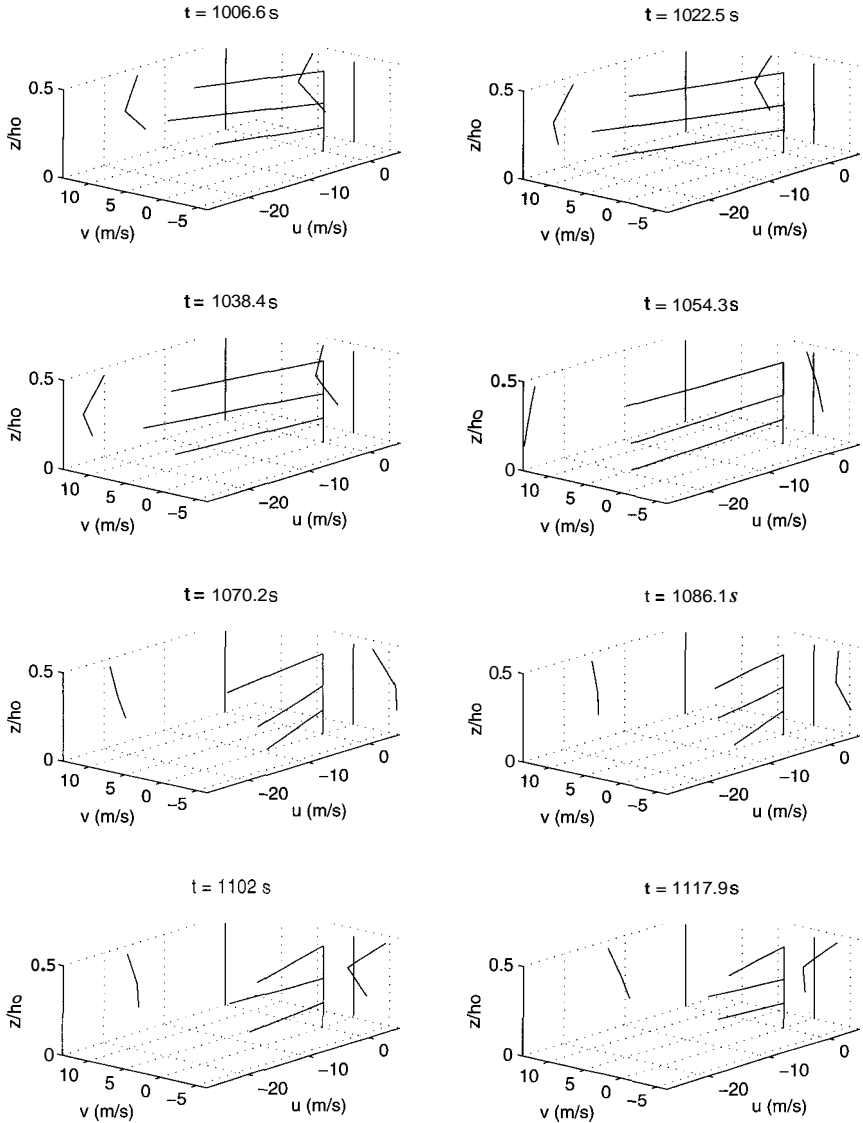 t = 1006.6 s
t = 1022.5 s
z/ho
0.5
0
10
5
0
−5
v (m/s)
−20
−10
0
u (m/s)
z/ho
0.5
0
10
5
0
−5
v (m/s)
−20
−10
0
u (m/s)
t = 1038.4 s
t = 1054.3 s
z/ho
0.5
0
10
5
0
−5
v (m/s)
−20
−10
0
u (m/s)
z/ho
0.5
0
10
5
0
−5
v (m/s)
−20
−10
0
u (m/s)
t = 1070.2 s
t = 1086.1 s
z/ho
0.5
0
10
5
0
−5
v (m/s)
−20
−10
0
u (m/s)
z/ho
0.5
0
10
5
0
−5
v (m/s)
−20
−10
0
u (m/s)
t = 1102 s
t = 1117.9 s
z/ho
0.5
0
10
5
0
−5
v (m/s)
−20
−10
0
u (m/s)
z/ho
0.5
0
10
5
0
−5
v (m/s)
−20
−10
0
u (m/s)